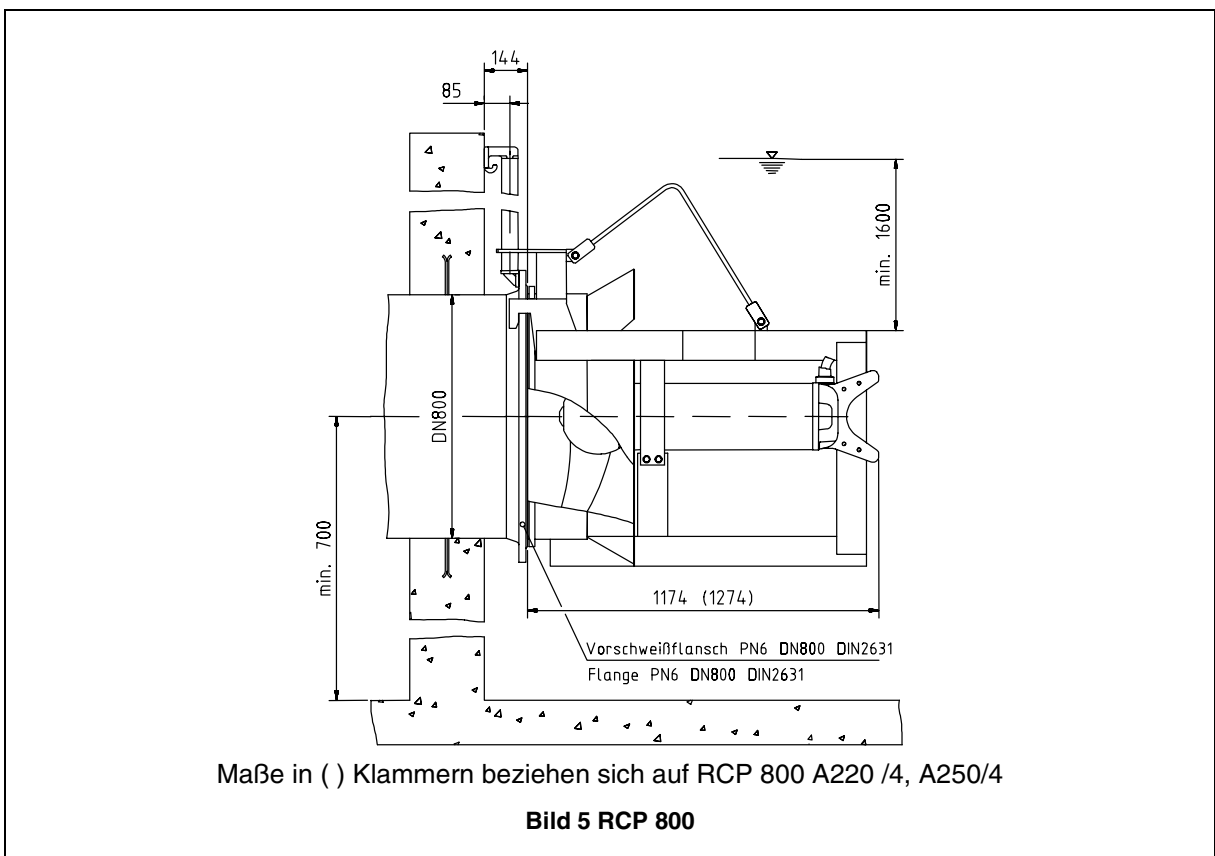 144
85
min. 1600
DN800
min. 700
1174 (1274)
Vorschweißflansch PN6 DN800 DIN2631
Flange PN6 DN800 DIN2631
Maße in ( ) Klammern beziehen sich auf RCP 800 A220 /4, A250/4
Bild 5 RCP 800